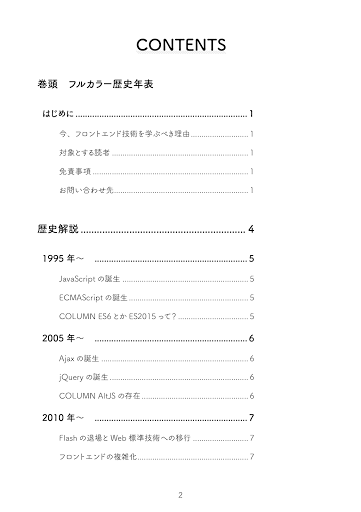 CONTENTS
巻頭　フルカラー歴史年表
はじめに ........................................................ 1
今、フロントエンド技術を学ぶべき理由 ........................ 1
対象とする読者 ........................................................ 1
免責事項 ........................................................ 1
お問い合わせ先 ........................................................ 1
歴史解説 ........................................................ 4
1995 年〜 ........................................................ 5
JavaScript の誕生 ........................................................ 5
ECMAScript の誕生 ........................................................ 5
COLUMN ES6 とか ES2015 って？ ........................ 5
2005 年〜 ........................................................ 6
Ajax の誕生 ........................................................ 6
jQuery の誕生 ........................................................ 6
COLUMN AltJS の存在 ........................................ 6
2010 年〜 ........................................................ 7
Flash の退場と Web 標準技術への移行 ........................ 7
フロントエンドの複雑化 ........................................ 7
2